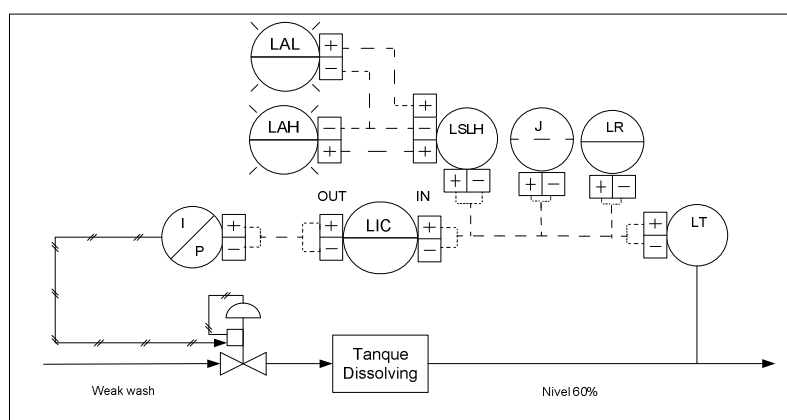 LAL
+
−
LAH
−
+
+
−
+
LSLH
J
LR
+ −
+ −
+ −
OUT
IN
I
P
+
−
+
−
LIC
+
−
+
−
LT
Tanque
Dissolving
Weak wash
Nivel 60%